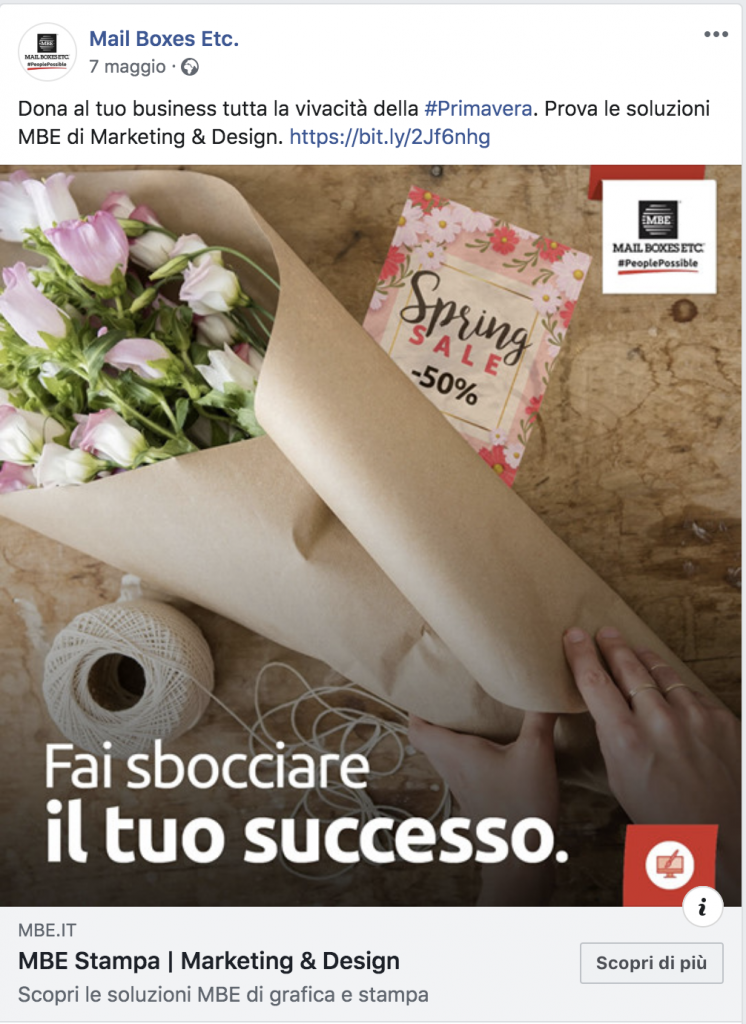 Mail Boxes Etc.
7 maggio ·
Dona al tuo business tutta la vivacità della #Primavera. Prova le soluzioni
MBE di Marketing & Design. https://bit.ly/2Jf6nhg
MBE
MAIL BOXES ETC.
#PeoplePossible
MBE
MAIL BOXES ETC.
#PeoplePossible
Spring
SALE
-50%
Fai sbocciare
il tuo successo.
i
MBE.IT
MBE Stampa | Marketing & Design
Scopri le soluzioni MBE di grafica e stampa
Scopri di più